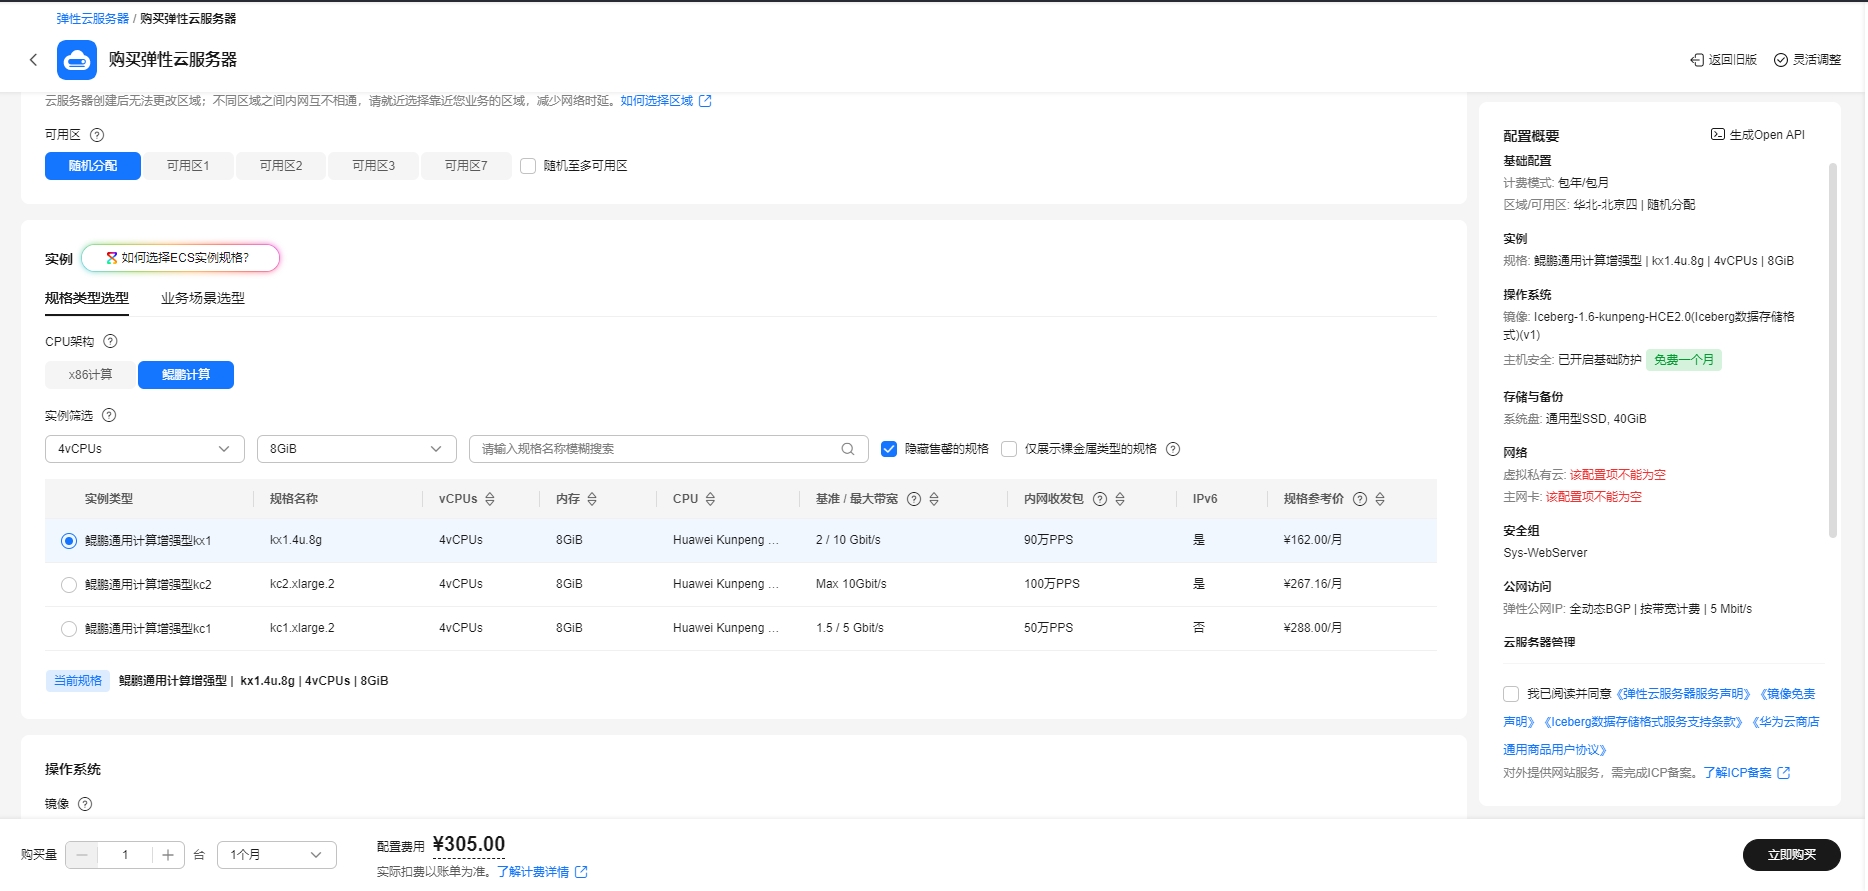 弹性云服务器 / 购买弹性云服务器
购买弹性云服务器
返回旧版 灵活调整
云服务器创建后无法更改区域；不同区域之间内网互不相通，请就近选择靠近您业务的区域，减少网络时延。如何选择区域
可用区
随机分配 可用区1 可用区2 可用区3 可用区7 随机至多可用区
实例 如何选择ECS实例规格？
规格类型选型 业务场景选型
CPU架构
x86计算 鲲鹏计算
实例筛选
4vCPUs 8GiB 请输入规格名称模糊搜索 隐藏售罄的规格 仅展示裸金属类型的规格
实例类型 规格名称 vCPUs 内存 CPU 基准 / 最大带宽 内网收发包 IPv6 规格参考价
鲲鹏通用计算增强型kx1 kx1.4u.8g 4vCPUs 8GiB Huawei Kunpeng ... 2 / 10 Gbit/s 90万PPS 是 ¥162.00/月
鲲鹏通用计算增强型kc2 kc2.xlarge.2 4vCPUs 8GiB Huawei Kunpeng ... Max 10Gbit/s 100万PPS 是 ¥267.16/月
鲲鹏通用计算增强型kc1 kc1.xlarge.2 4vCPUs 8GiB Huawei Kunpeng ... 1.5 / 5 Gbit/s 50万PPS 否 ¥288.00/月
当前规格 鲲鹏通用计算增强型 | kx1.4u.8g | 4vCPUs | 8GiB
操作系统
镜像
配置概要 生成Open API
基础配置
计费模式: 包年/包月
区域/可用区: 华北-北京四 | 随机分配
实例
规格: 鲲鹏通用计算增强型 | kx1.4u.8g | 4vCPUs | 8GiB
操作系统
镜像: Iceberg-1.6-kunpeng-HCE2.0(Iceberg数据存储格
式)(v1)
主机安全: 已开启基础防护 免费一个月
存储与备份
系统盘: 通用型SSD, 40GiB
网络
虚拟私有云: 该配置项不能为空
主网卡: 该配置项不能为空
安全组
Sys-WebServer
公网访问
弹性公网IP: 全动态BGP | 按带宽计费 | 5 Mbit/s
云服务器管理
我已阅读并同意《弹性云服务器服务声明》《镜像免责
声明》《Iceberg数据存储格式服务支持条款》《华为云商店
通用商品用户协议》
对外提供网站服务，需完成ICP备案。了解ICP备案
购买量 1 台 1个月 配置费用 ¥305.00
实际扣费以账单为准。了解计费详情
立即购买